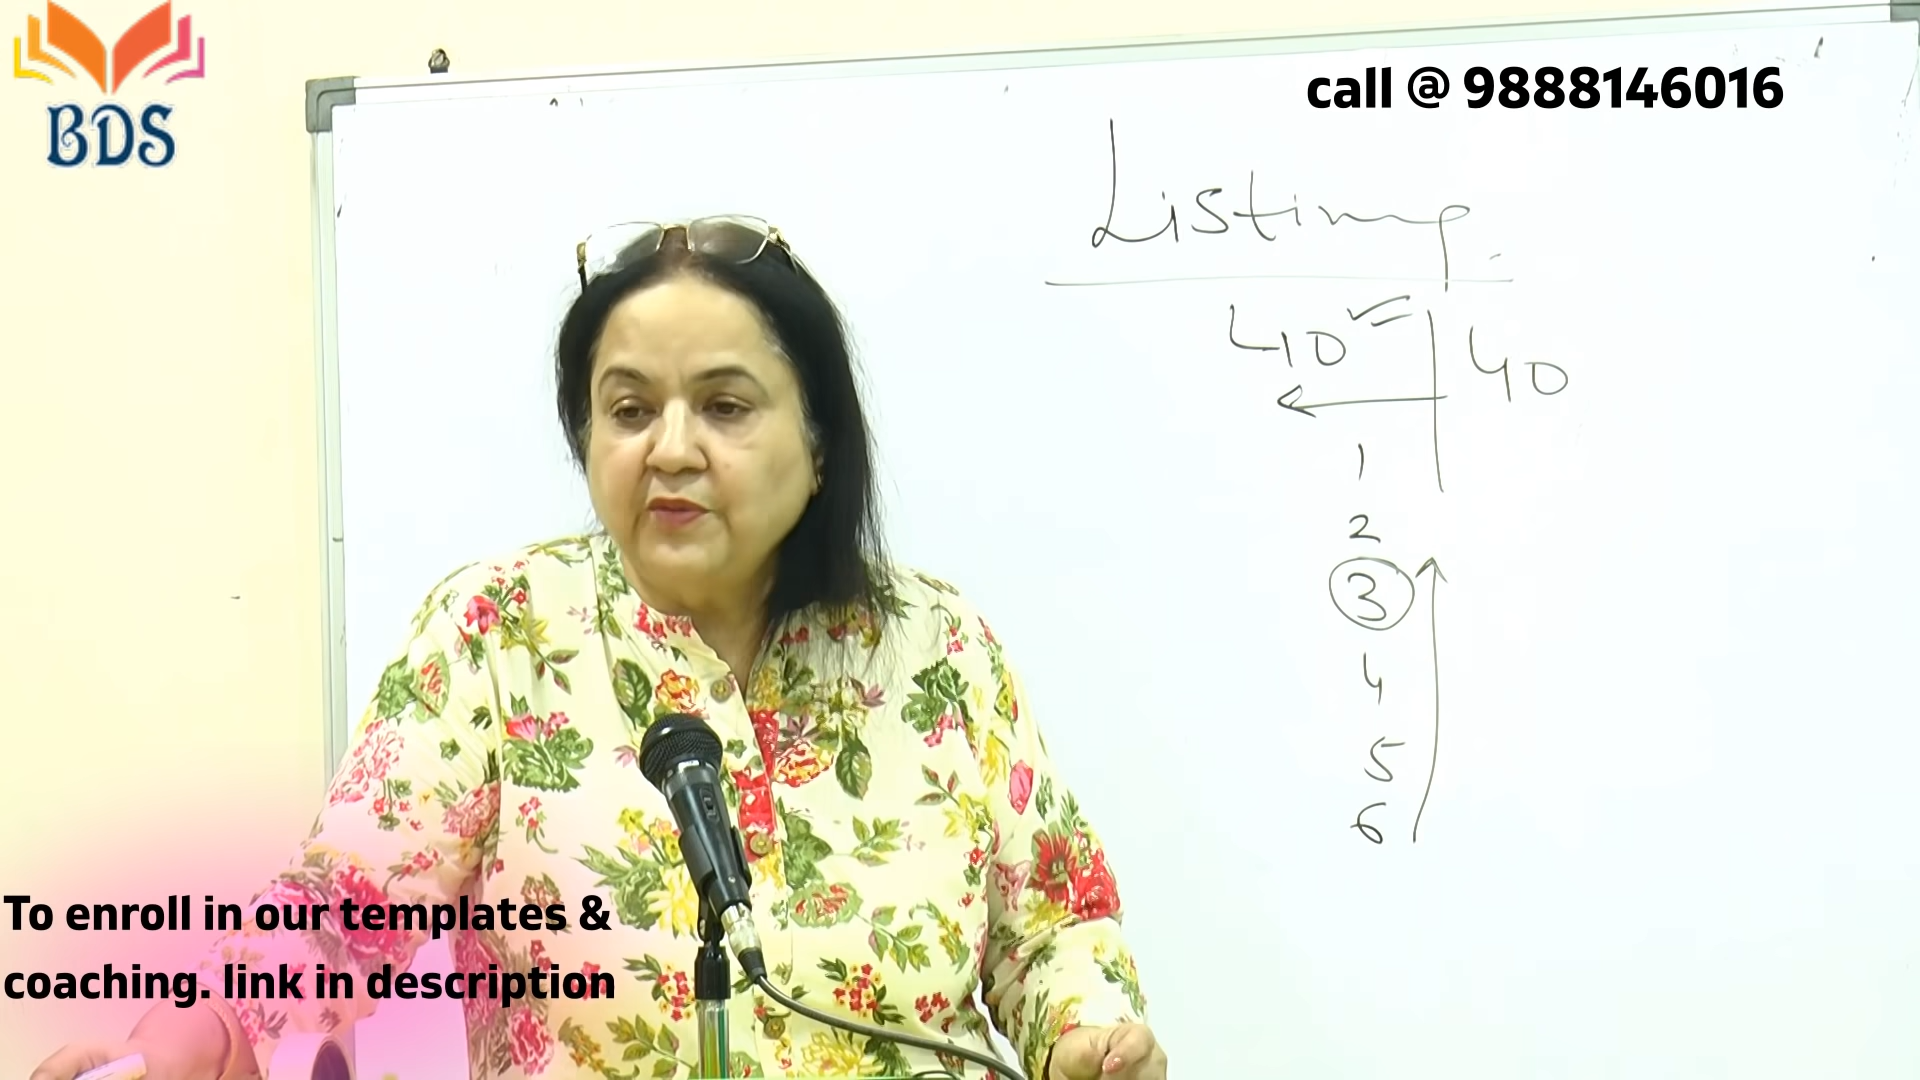 BDS
call @ 9888146016
Listing
40 40
1
2
3
4
5
6
To enroll in our templates &
coaching. link in description